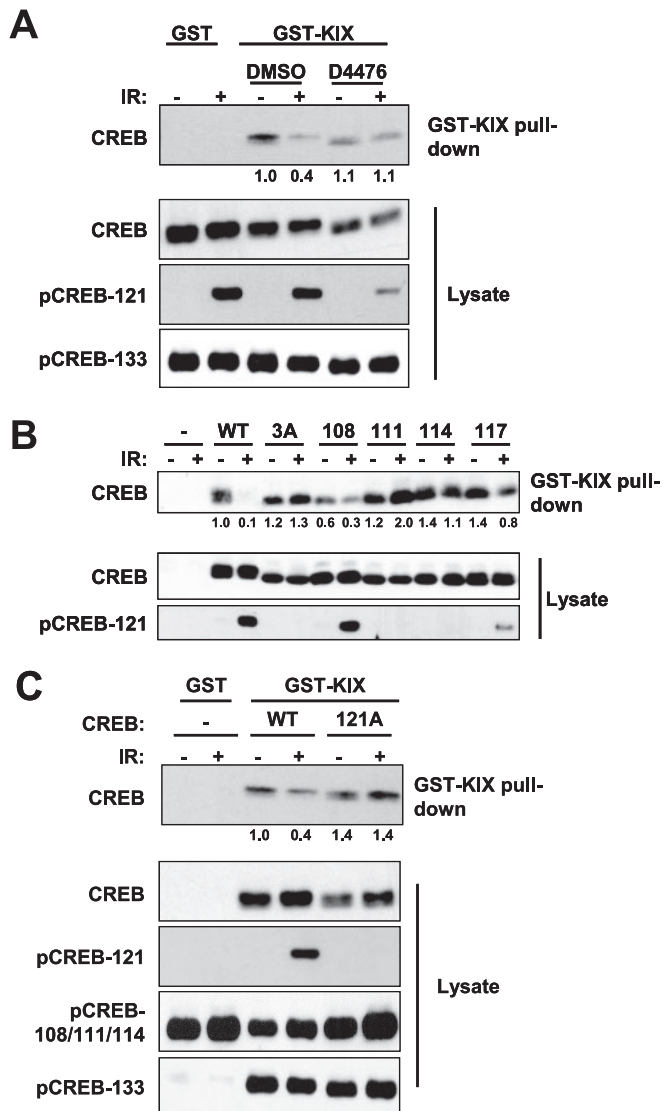 A
GST GST-KIX
DMSO D4476
IR: - + - + - +
CREB GST-KIX pull-down
1.0 0.4 1.1 1.1
CREB
pCREB-121 Lysate
pCREB-133
B
- WT 3A 108 111 114 117
IR: - + - + - + - + - + - + - +
CREB GST-KIX pull-down
1.0 0.1 1.2 1.3 0.6 0.3 1.2 2.0 1.4 1.1 1.4 0.8
CREB
Lysate
pCREB-121
C
GST GST-KIX
CREB: - WT 121A
IR: - + - + - +
CREB GST-KIX pull-down
1.0 0.4 1.4 1.4
CREB
pCREB-121
Lysate
pCREB-108/111/114
pCREB-133